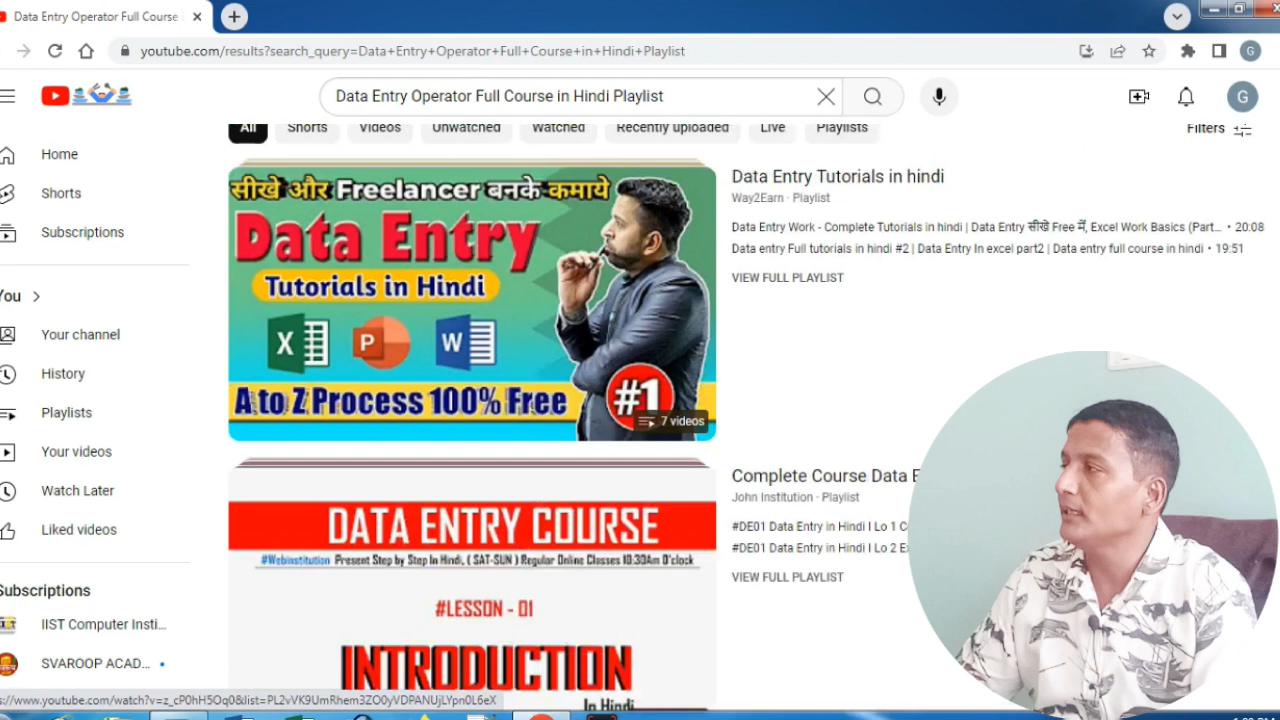 Data Entry Operator Full Course
youtube.com/results?search_query=Data+Entry+Operator+Full+Course+in+Hindi+Playlist
G
Data Entry Operator Full Course in Hindi Playlist
G
All Shorts Videos Unwatched Watched Recently uploaded Live Playlists Filters
Home
Shorts
Subscriptions
You
Your channel
History
Playlists
Your videos
Watch Later
Liked videos
Subscriptions
IIST Computer Insti...
SVAROOP ACAD...
सीखे और Freelancer बनके कमाये
Data Entry
Tutorials in Hindi
X P W
A to Z Process 100% Free
#1
7 videos
Data Entry Tutorials in hindi
Way2Earn · Playlist
Data Entry Work - Complete Tutorials in hindi | Data Entry सीखे Free में, Excel Work Basics (Part... · 20:08
Data entry Full tutorials in hindi #2 | Data Entry In excel part2 | Data entry full course in hindi · 19:51
VIEW FULL PLAYLIST
DATA ENTRY COURSE
#Webinstitution Present Step by Step In Hindi, ( SAT-SUN ) Regular Online Classes 10:30Am O'clock
#LESSON - 01
INTRODUCTION
In Hindi
Complete Course Data E
John Institution · Playlist
#DE01 Data Entry in Hindi I Lo 1 C
#DE01 Data Entry in Hindi I Lo 2 E
VIEW FULL PLAYLIST
s://www.youtube.com/watch?v=z_cP0hH5Oq0&list=PL2vVK9UmRhem3ZO0yVDPANUjLYpn0L6eX